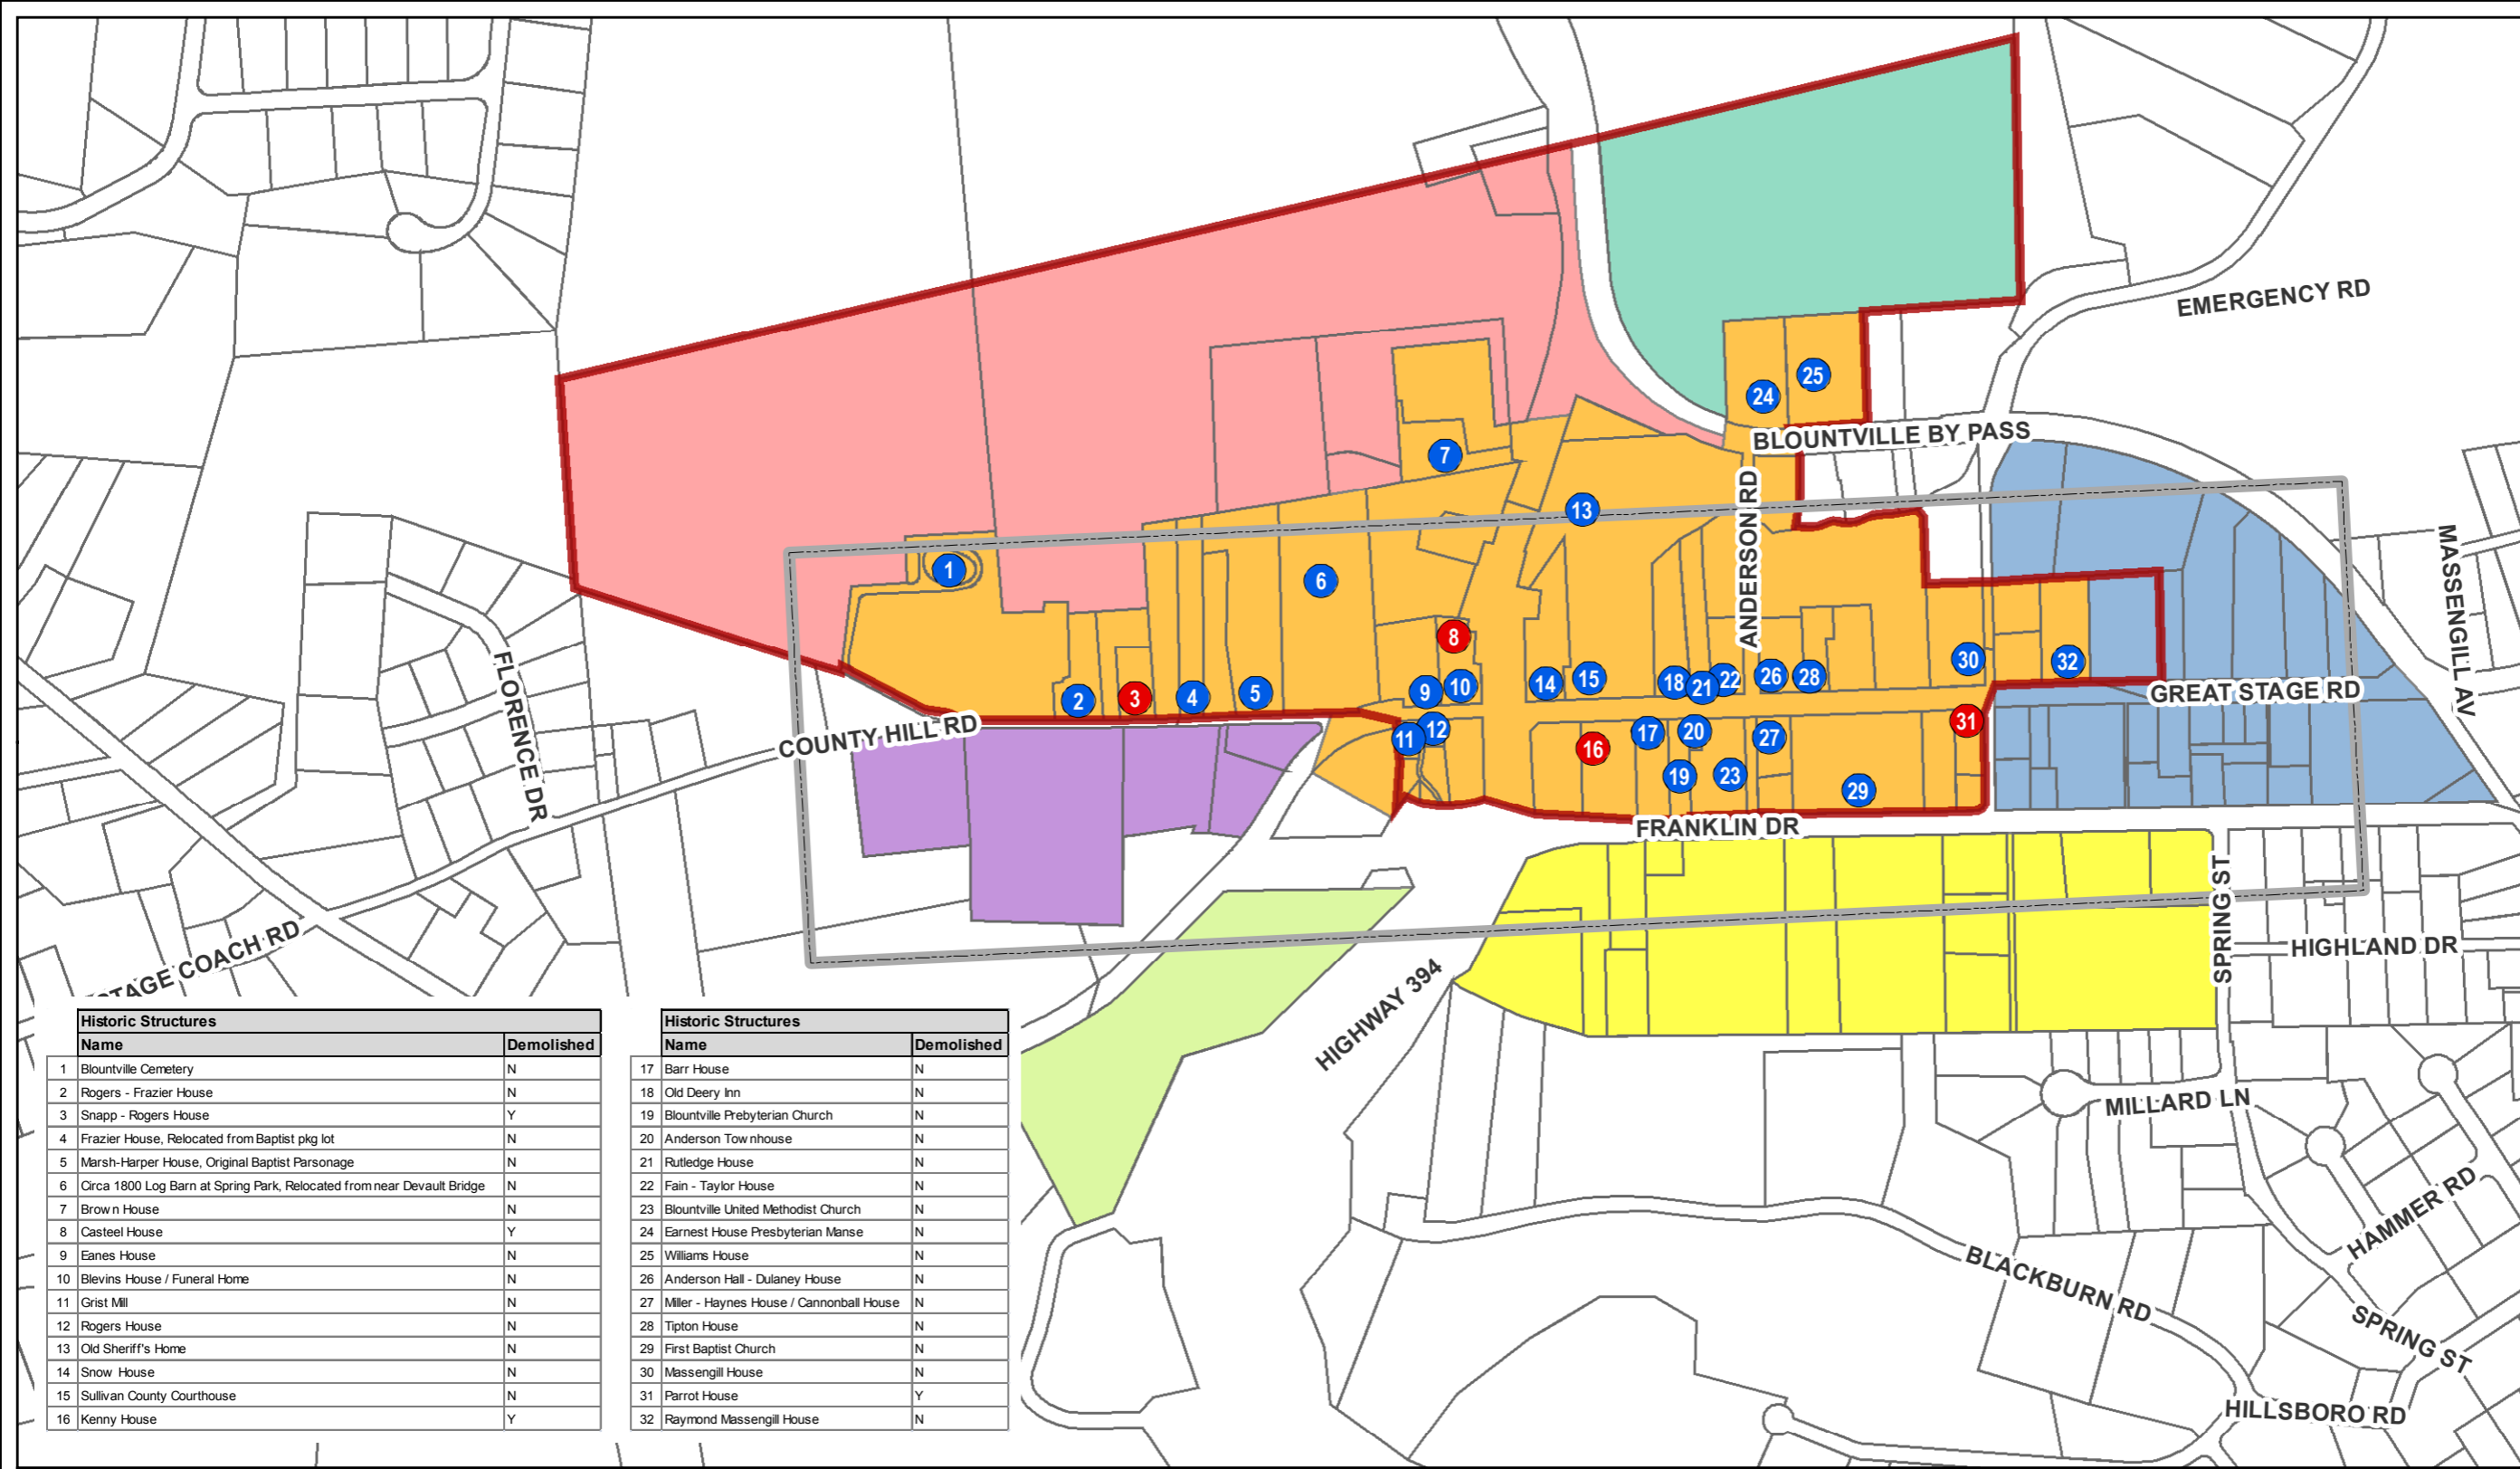 EMERGENCY RD
24
25
BLOUNTVILLE BY PASS
7
13
ANDERSON RD
MASSENGILL AV
1
6
8
FLORENCE DR
2
3
4
5
9
10
14
15
18
21
22
26
28
30
32
GREAT STAGE RD
COUNTY HILL RD
11
12
16
17
20
27
31
19
23
29
FRANKLIN DR
SPRING ST
HIGHLAND DR
STAGE COACH RD
HIGHWAY 394
MILLARD LN
HAMMER RD
BLACKBURN RD
SPRING ST
HILLSBORO RD
Historic Structures
Name Demolished
1 Blountville Cemetery N
2 Rogers - Frazier House N
3 Snapp - Rogers House Y
4 Frazier House, Relocated from Baptist pkg lot N
5 Marsh-Harper House, Original Baptist Parsonage N
6 Circa 1800 Log Barn at Spring Park, Relocated from near Devault Bridge N
7 Brown House N
8 Casteel House Y
9 Eanes House N
10 Blevins House / Funeral Home N
11 Grist Mill N
12 Rogers House N
13 Old Sheriff's Home N
14 Snow House N
15 Sullivan County Courthouse N
16 Kenny House Y
Historic Structures
Name Demolished
17 Barr House N
18 Old Deery Inn N
19 Blountville Prebyterian Church N
20 Anderson Townhouse N
21 Rutledge House N
22 Fain - Taylor House N
23 Blountville United Methodist Church N
24 Earnest House Presbyterian Manse N
25 Williams House N
26 Anderson Hall - Dulaney House N
27 Miller - Haynes House / Cannonball House N
28 Tipton House N
29 First Baptist Church N
30 Massengill House N
31 Parrot House Y
32 Raymond Massengill House N